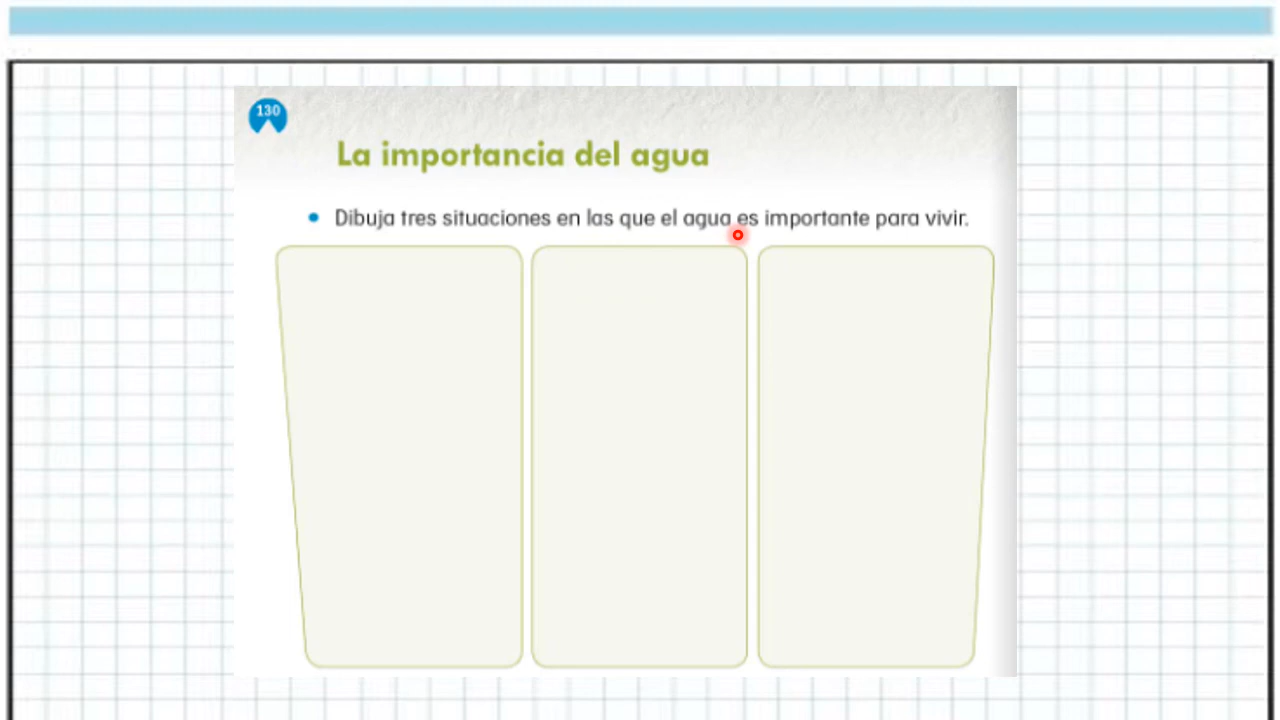 130
La importancia del agua
• Dibuja tres situaciones en las que el agua es importante para vivir.